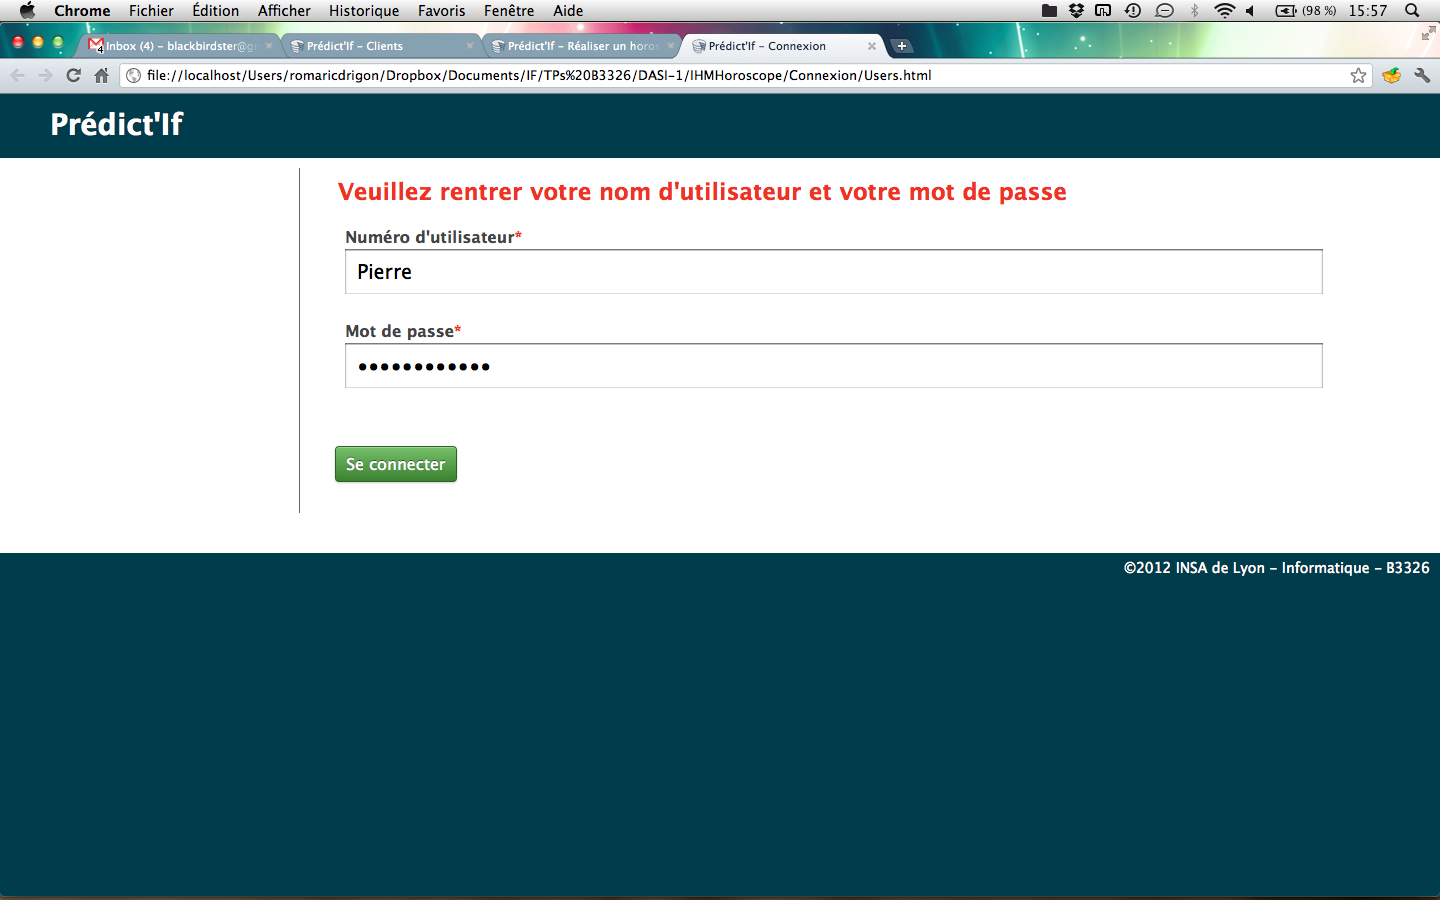 Chrome Fichier Édition Afficher Historique Favoris Fenêtre Aide (98 %) 15:57
Inbox (4) – blackbirdster@g Prédict'If – Clients Prédict'If – Réaliser un horos Prédict'If – Connexion
file://localhost/Users/romaricdrigon/Dropbox/Documents/IF/TPs%20B3326/DASI-1/IHMHoroscope/Connexion/Users.html
Prédict'If
Veuillez rentrer votre nom d'utilisateur et votre mot de passe
Numéro d'utilisateur*
Pierre
Mot de passe*
••••••••••••
Se connecter
©2012 INSA de Lyon – Informatique – B3326